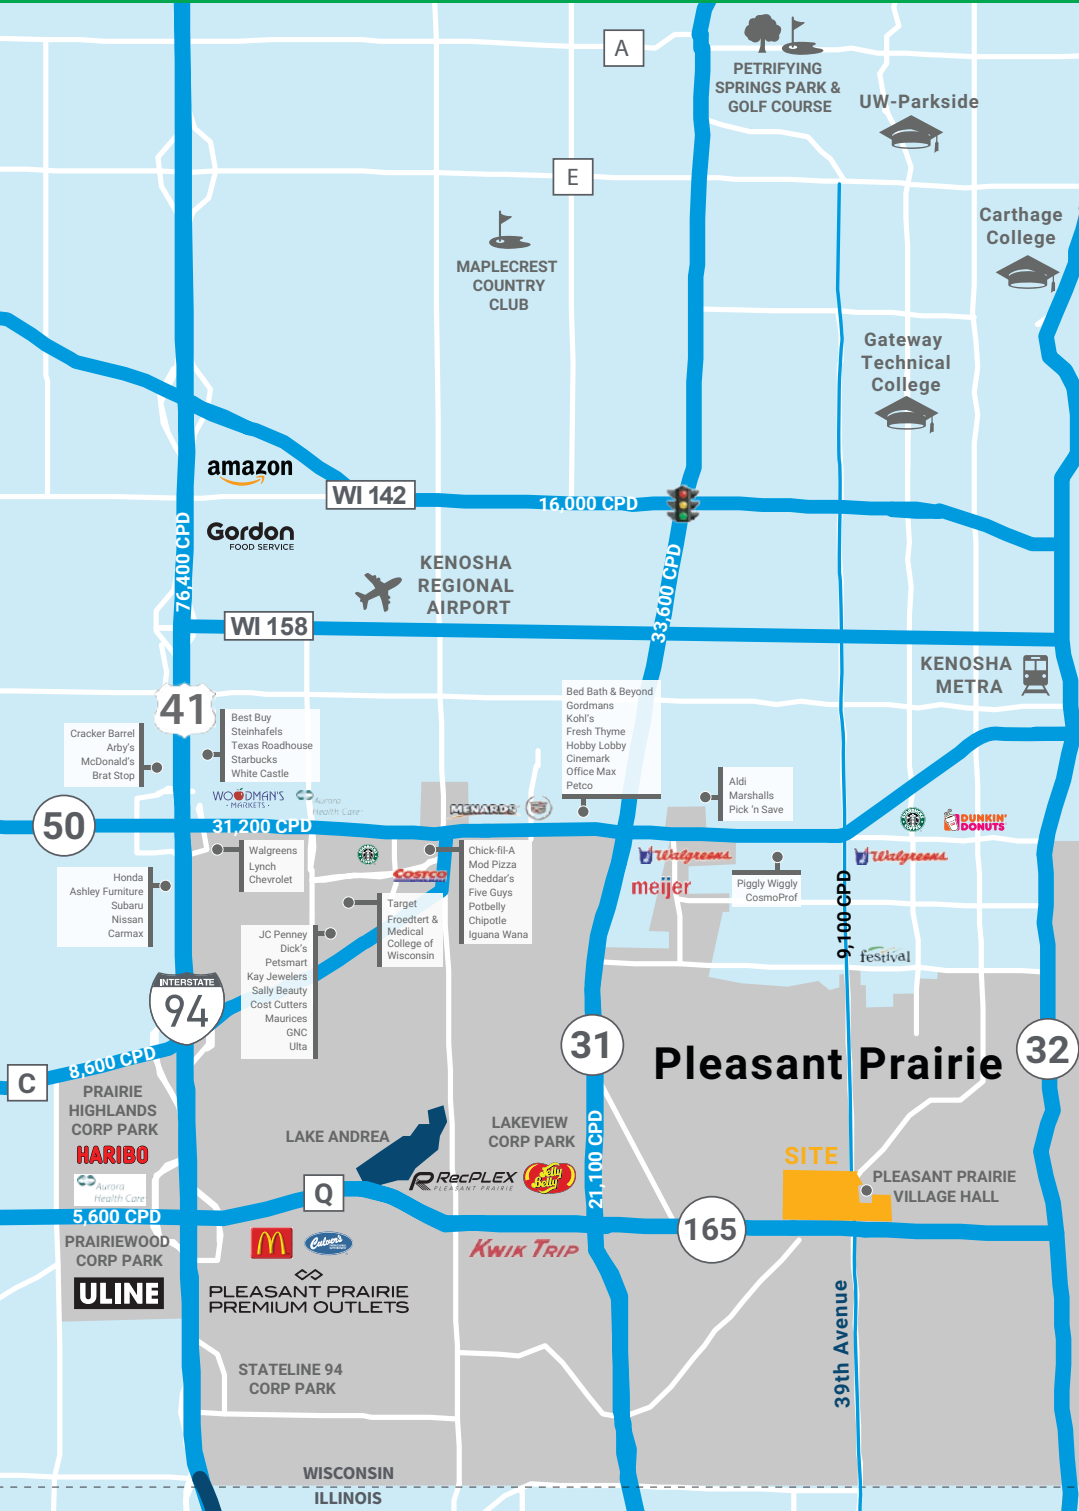 A
PETRIFYING
SPRINGS PARK &
GOLF COURSE
UW-Parkside
E
Carthage
College
MAPLECREST
COUNTRY
CLUB
Gateway
Technical
College
amazon
WI 142
16,000 CPD
76,400 CPD
Gordon
FOOD SERVICE
KENOSHA
REGIONAL
AIRPORT
33,600 CPD
WI 158
KENOSHA
METRA
41
Cracker Barrel
Arby's
McDonald's
Brat Stop
Best Buy
Steinhafels
Texas Roadhouse
Starbucks
White Castle
Bed Bath & Beyond
Gordmans
Kohl's
Fresh Thyme
Hobby Lobby
Cinemark
Office Max
Petco
Aldi
Marshalls
Pick 'n Save
WOODMAN'S
MARKETS
Aurora
Health Care
MENARDS
50
31,200 CPD
DUNKIN'
DONUTS
Walgreens
Lynch
Chevrolet
COSTCO
Chick-fil-A
Mod Pizza
Cheddar's
Five Guys
Potbelly
Chipotle
Iguana Wana
Walgreens
meijer
Walgreens
Piggly Wiggly
CosmoProf
Honda
Ashley Furniture
Subaru
Nissan
Carmax
Target
Froedtert &
Medical
College of
Wisconsin
9,100 CPD
festival
JC Penney
Dick's
Petsmart
Kay Jewelers
Sally Beauty
Cost Cutters
Maurices
GNC
Ulta
INTERSTATE
94
31
Pleasant Prairie
32
C
8,600 CPD
PRAIRIE
HIGHLANDS
CORP PARK
HARIBO
Aurora
Health Care
LAKE ANDREA
LAKEVIEW
CORP PARK
RecPLEX
PLEASANT PRAIRIE
Jelly
Belly
21,100 CPD
SITE
PLEASANT PRAIRIE
VILLAGE HALL
Q
5,600 CPD
165
PRAIRIEWOOD
CORP PARK
ULINE
Culver's
KWIK TRIP
PLEASANT PRAIRIE
PREMIUM OUTLETS
39th Avenue
STATELINE 94
CORP PARK
WISCONSIN
ILLINOIS